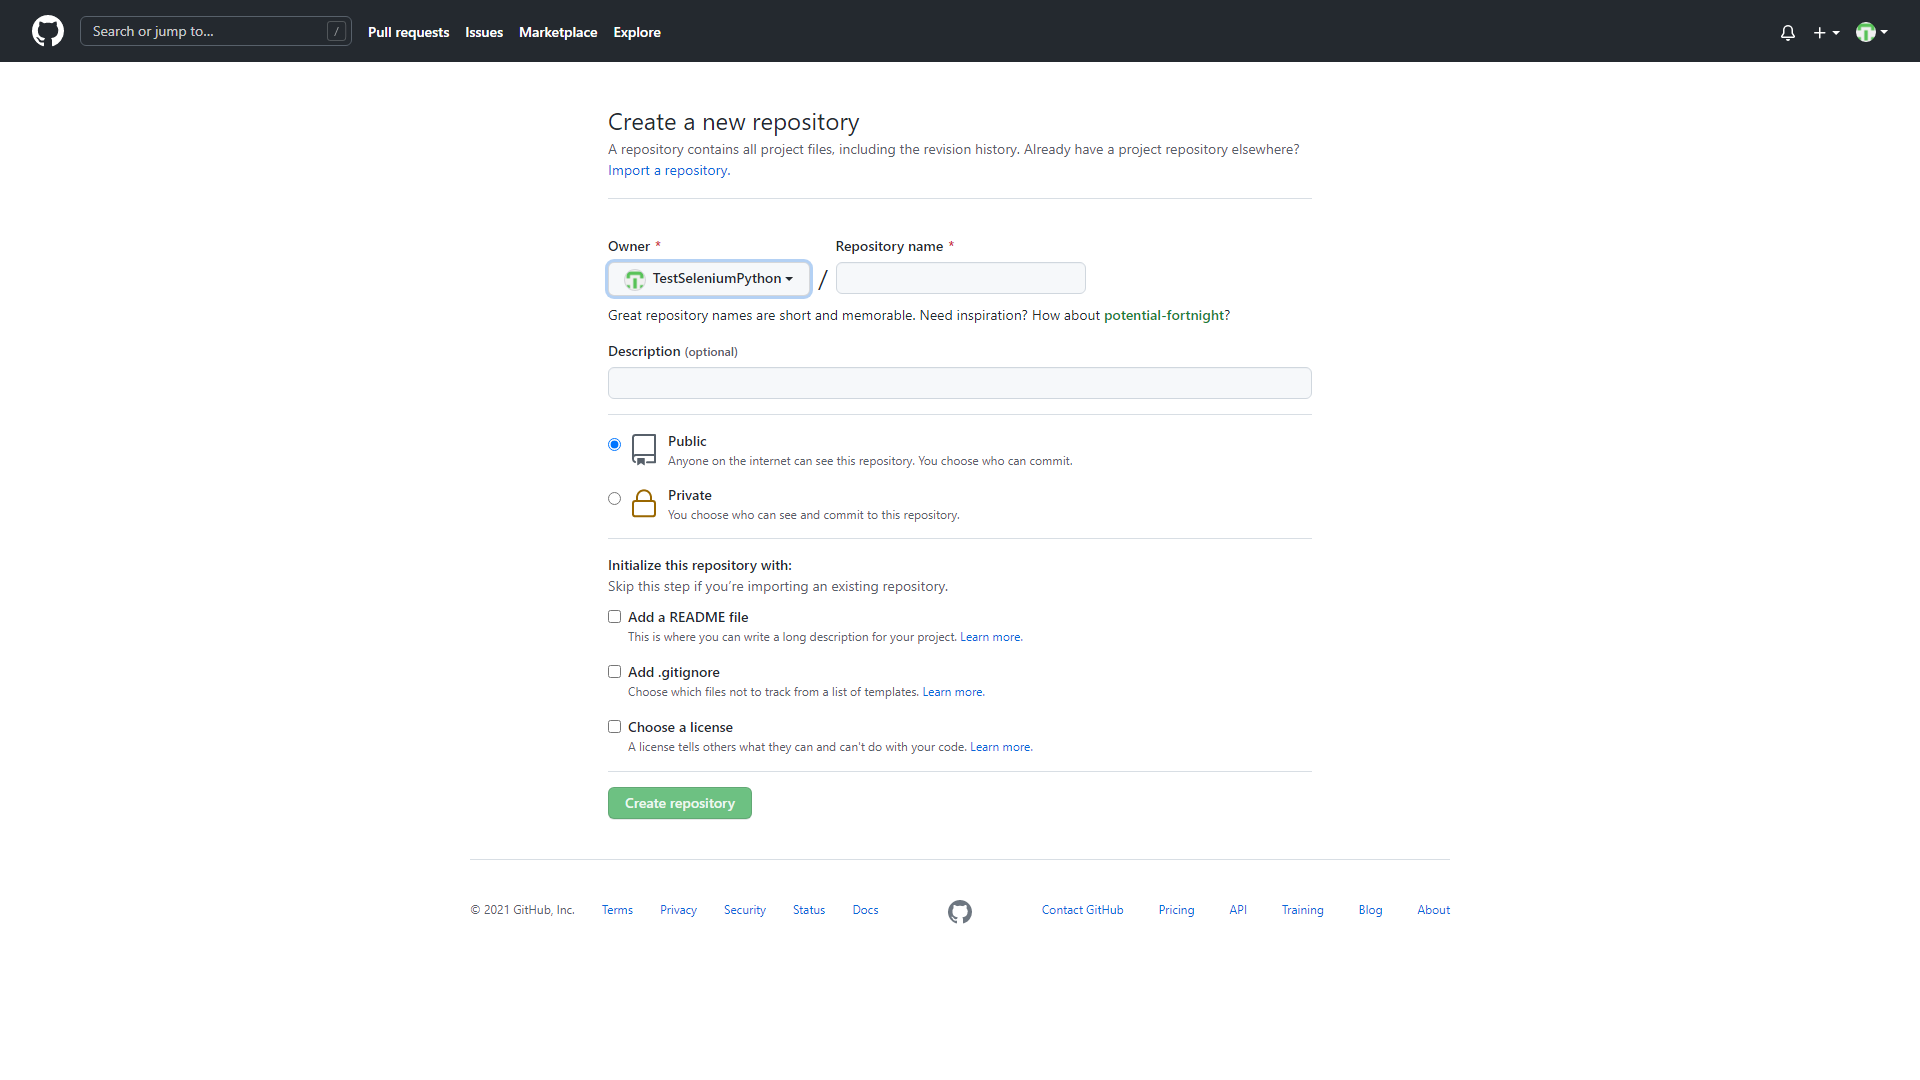 Search or jump to... /
Pull requests
Issues
Marketplace
Explore
Create a new repository
A repository contains all project files, including the revision history. Already have a project repository elsewhere?
Import a repository.
Owner *
Repository name *
TestSeleniumPython
/
Great repository names are short and memorable. Need inspiration? How about potential-fortnight?
Description (optional)
Public
Anyone on the internet can see this repository. You choose who can commit.
Private
You choose who can see and commit to this repository.
Initialize this repository with:
Skip this step if you’re importing an existing repository.
Add a README file
This is where you can write a long description for your project. Learn more.
Add .gitignore
Choose which files not to track from a list of templates. Learn more.
Choose a license
A license tells others what they can and can't do with your code. Learn more.
Create repository
© 2021 GitHub, Inc.
Terms
Privacy
Security
Status
Docs
Contact GitHub
Pricing
API
Training
Blog
About